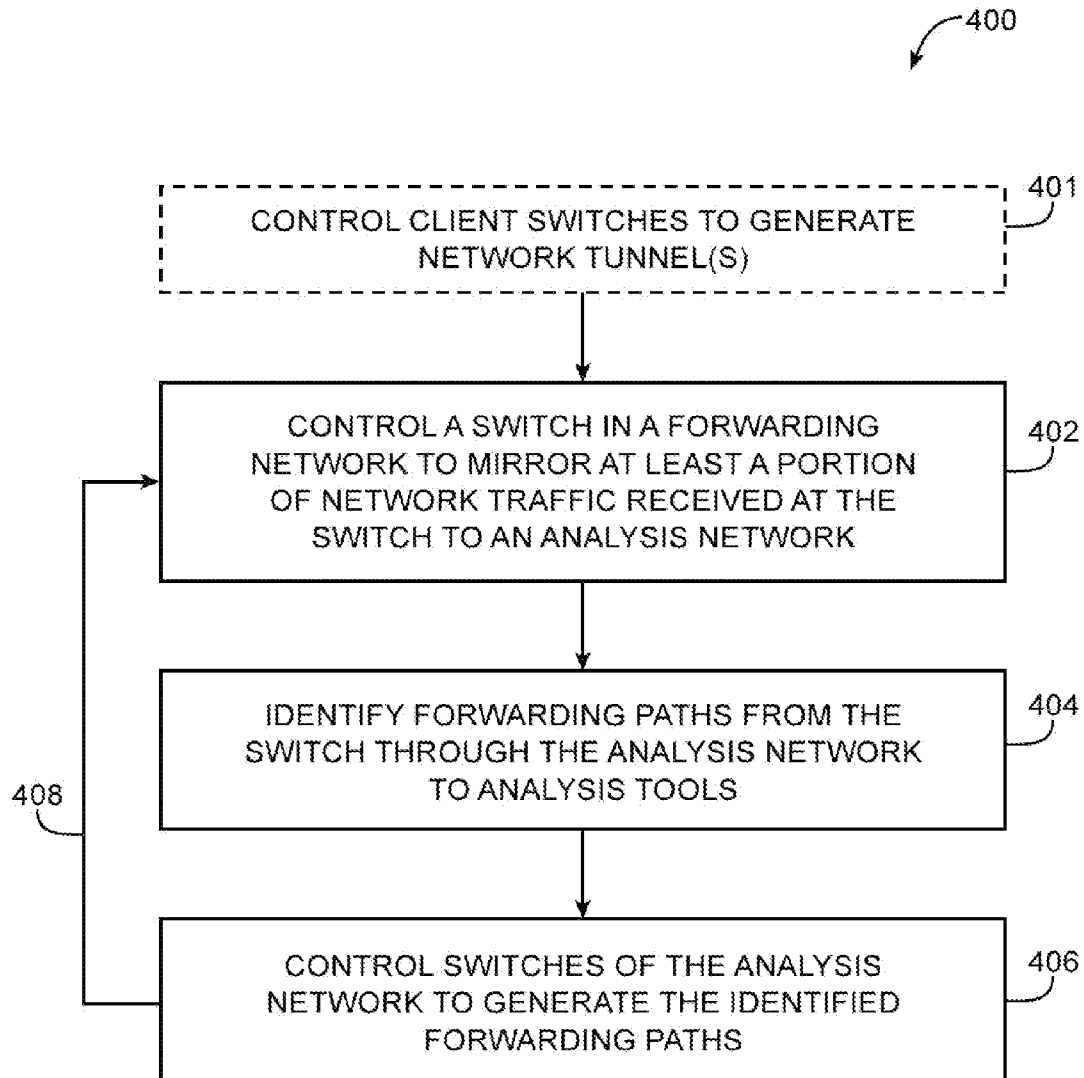 400
401
CONTROL CLIENT SWITCHES TO GENERATE
NETWORK TUNNEL(S)
402
CONTROL A SWITCH IN A FORWARDING
NETWORK TO MIRROR AT LEAST A PORTION
OF NETWORK TRAFFIC RECEIVED AT THE
SWITCH TO AN ANALYSIS NETWORK
404
IDENTIFY FORWARDING PATHS FROM THE
SWITCH THROUGH THE ANALYSIS NETWORK
TO ANALYSIS TOOLS
408
406
CONTROL SWITCHES OF THE ANALYSIS
NETWORK TO GENERATE THE IDENTIFIED
FORWARDING PATHS